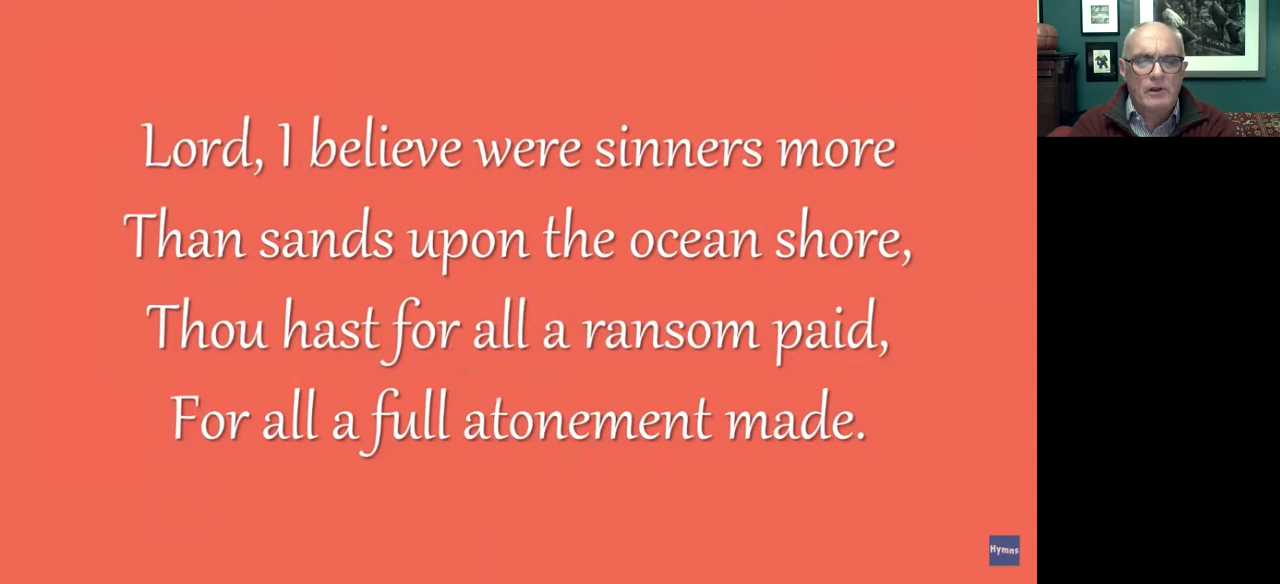 Lord, I believe were sinners more
Than sands upon the ocean shore,
Thou hast for all a ransom paid,
For all a full atonement made.
Hymns